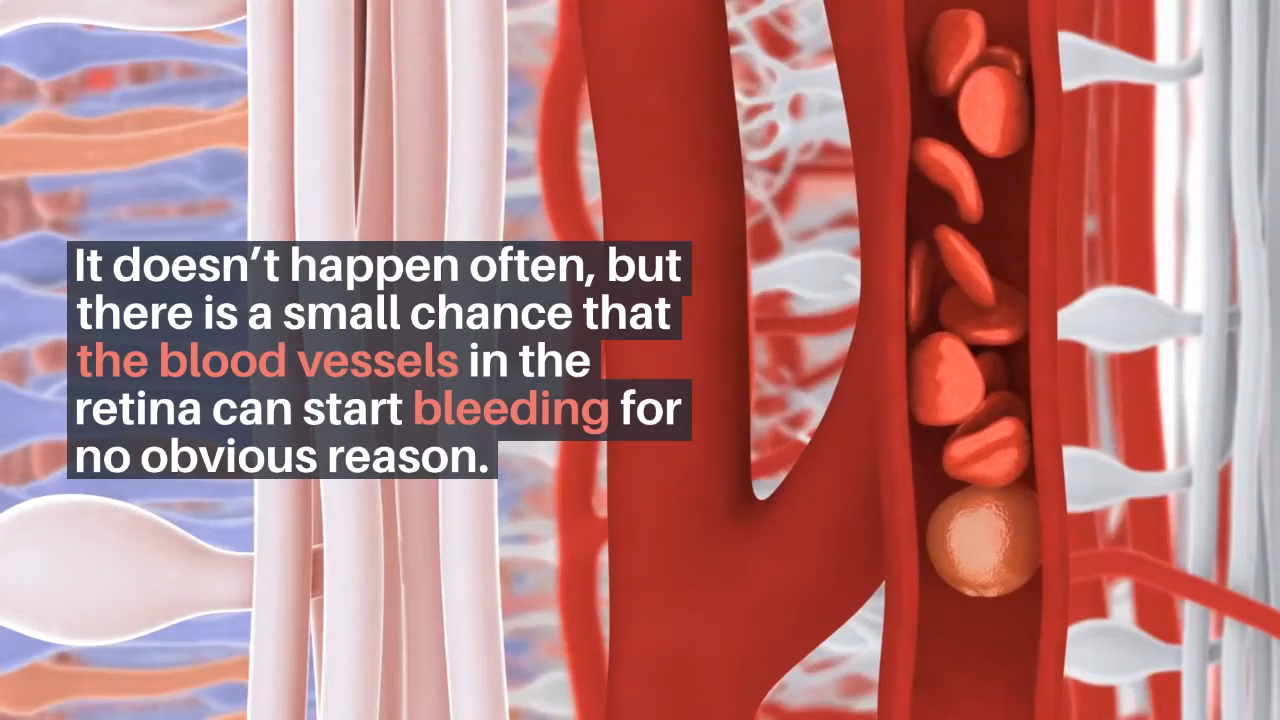 It doesn’t happen often, but
there is a small chance that
the blood vessels in the
retina can start bleeding for
no obvious reason.